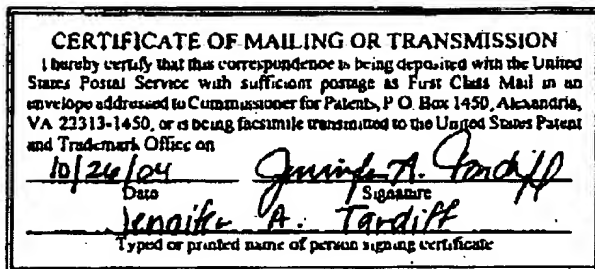 CERTIFICATE OF MAILING OR TRANSMISSION
I hereby certify that this correspondence is being deposited with the United
States Postal Service with sufficient postage as First Class Mail in an
envelope addressed to Commissioner for Patents, P O. Box 1450, Alexandria,
VA 22313-1450, or is being facsimile transmitted to the United States Patent
and Trademark Office on
10/26/04 Jennifer A. Tardiff
Date Signature
Jennifer A. Tardiff
Typed or printed name of person signing certificate